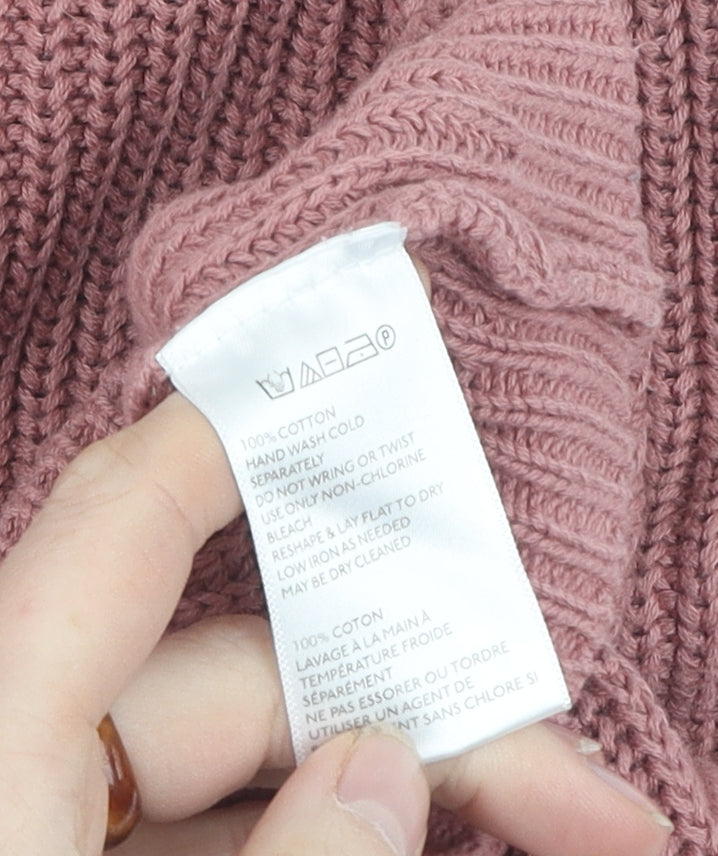 P
100% COTTON
HAND WASH COLD
SEPARATELY
DO NOT WRING OR TWIST
USE ONLY NON-CHLORINE
BLEACH
RESHAPE & LAY FLAT TO DRY
LOW IRON AS NEEDED
MAY BE DRY CLEANED
100% COTON
LAVAGE À LA MAIN À
TEMPÉRATURE FROIDE
SÉPARÉMENT
NE PAS ESSORER OU TORDRE
UTILISER UN AGENT DE
SANS CHLORE SI